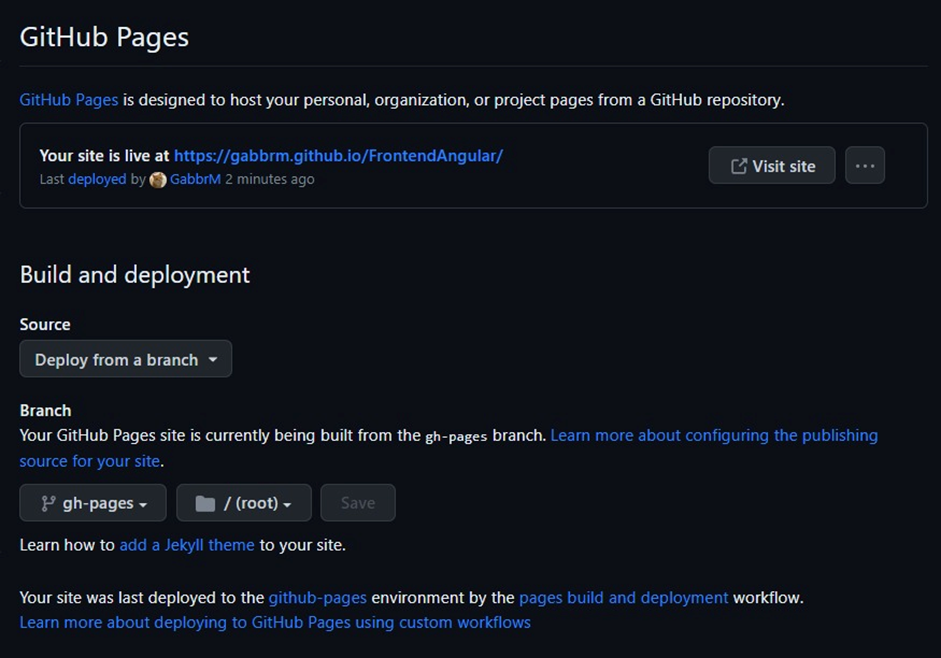 GitHub Pages
GitHub Pages is designed to host your personal, organization, or project pages from a GitHub repository.
Your site is live at https://gabbrm.github.io/FrontendAngular/
Last deployed by GabbrM 2 minutes ago
Visit site
Build and deployment
Source
Deploy from a branch
Branch
Your GitHub Pages site is currently being built from the gh-pages branch. Learn more about configuring the publishing
source for your site.
gh-pages / (root) Save
Learn how to add a Jekyll theme to your site.
Your site was last deployed to the github-pages environment by the pages build and deployment workflow.
Learn more about deploying to GitHub Pages using custom workflows